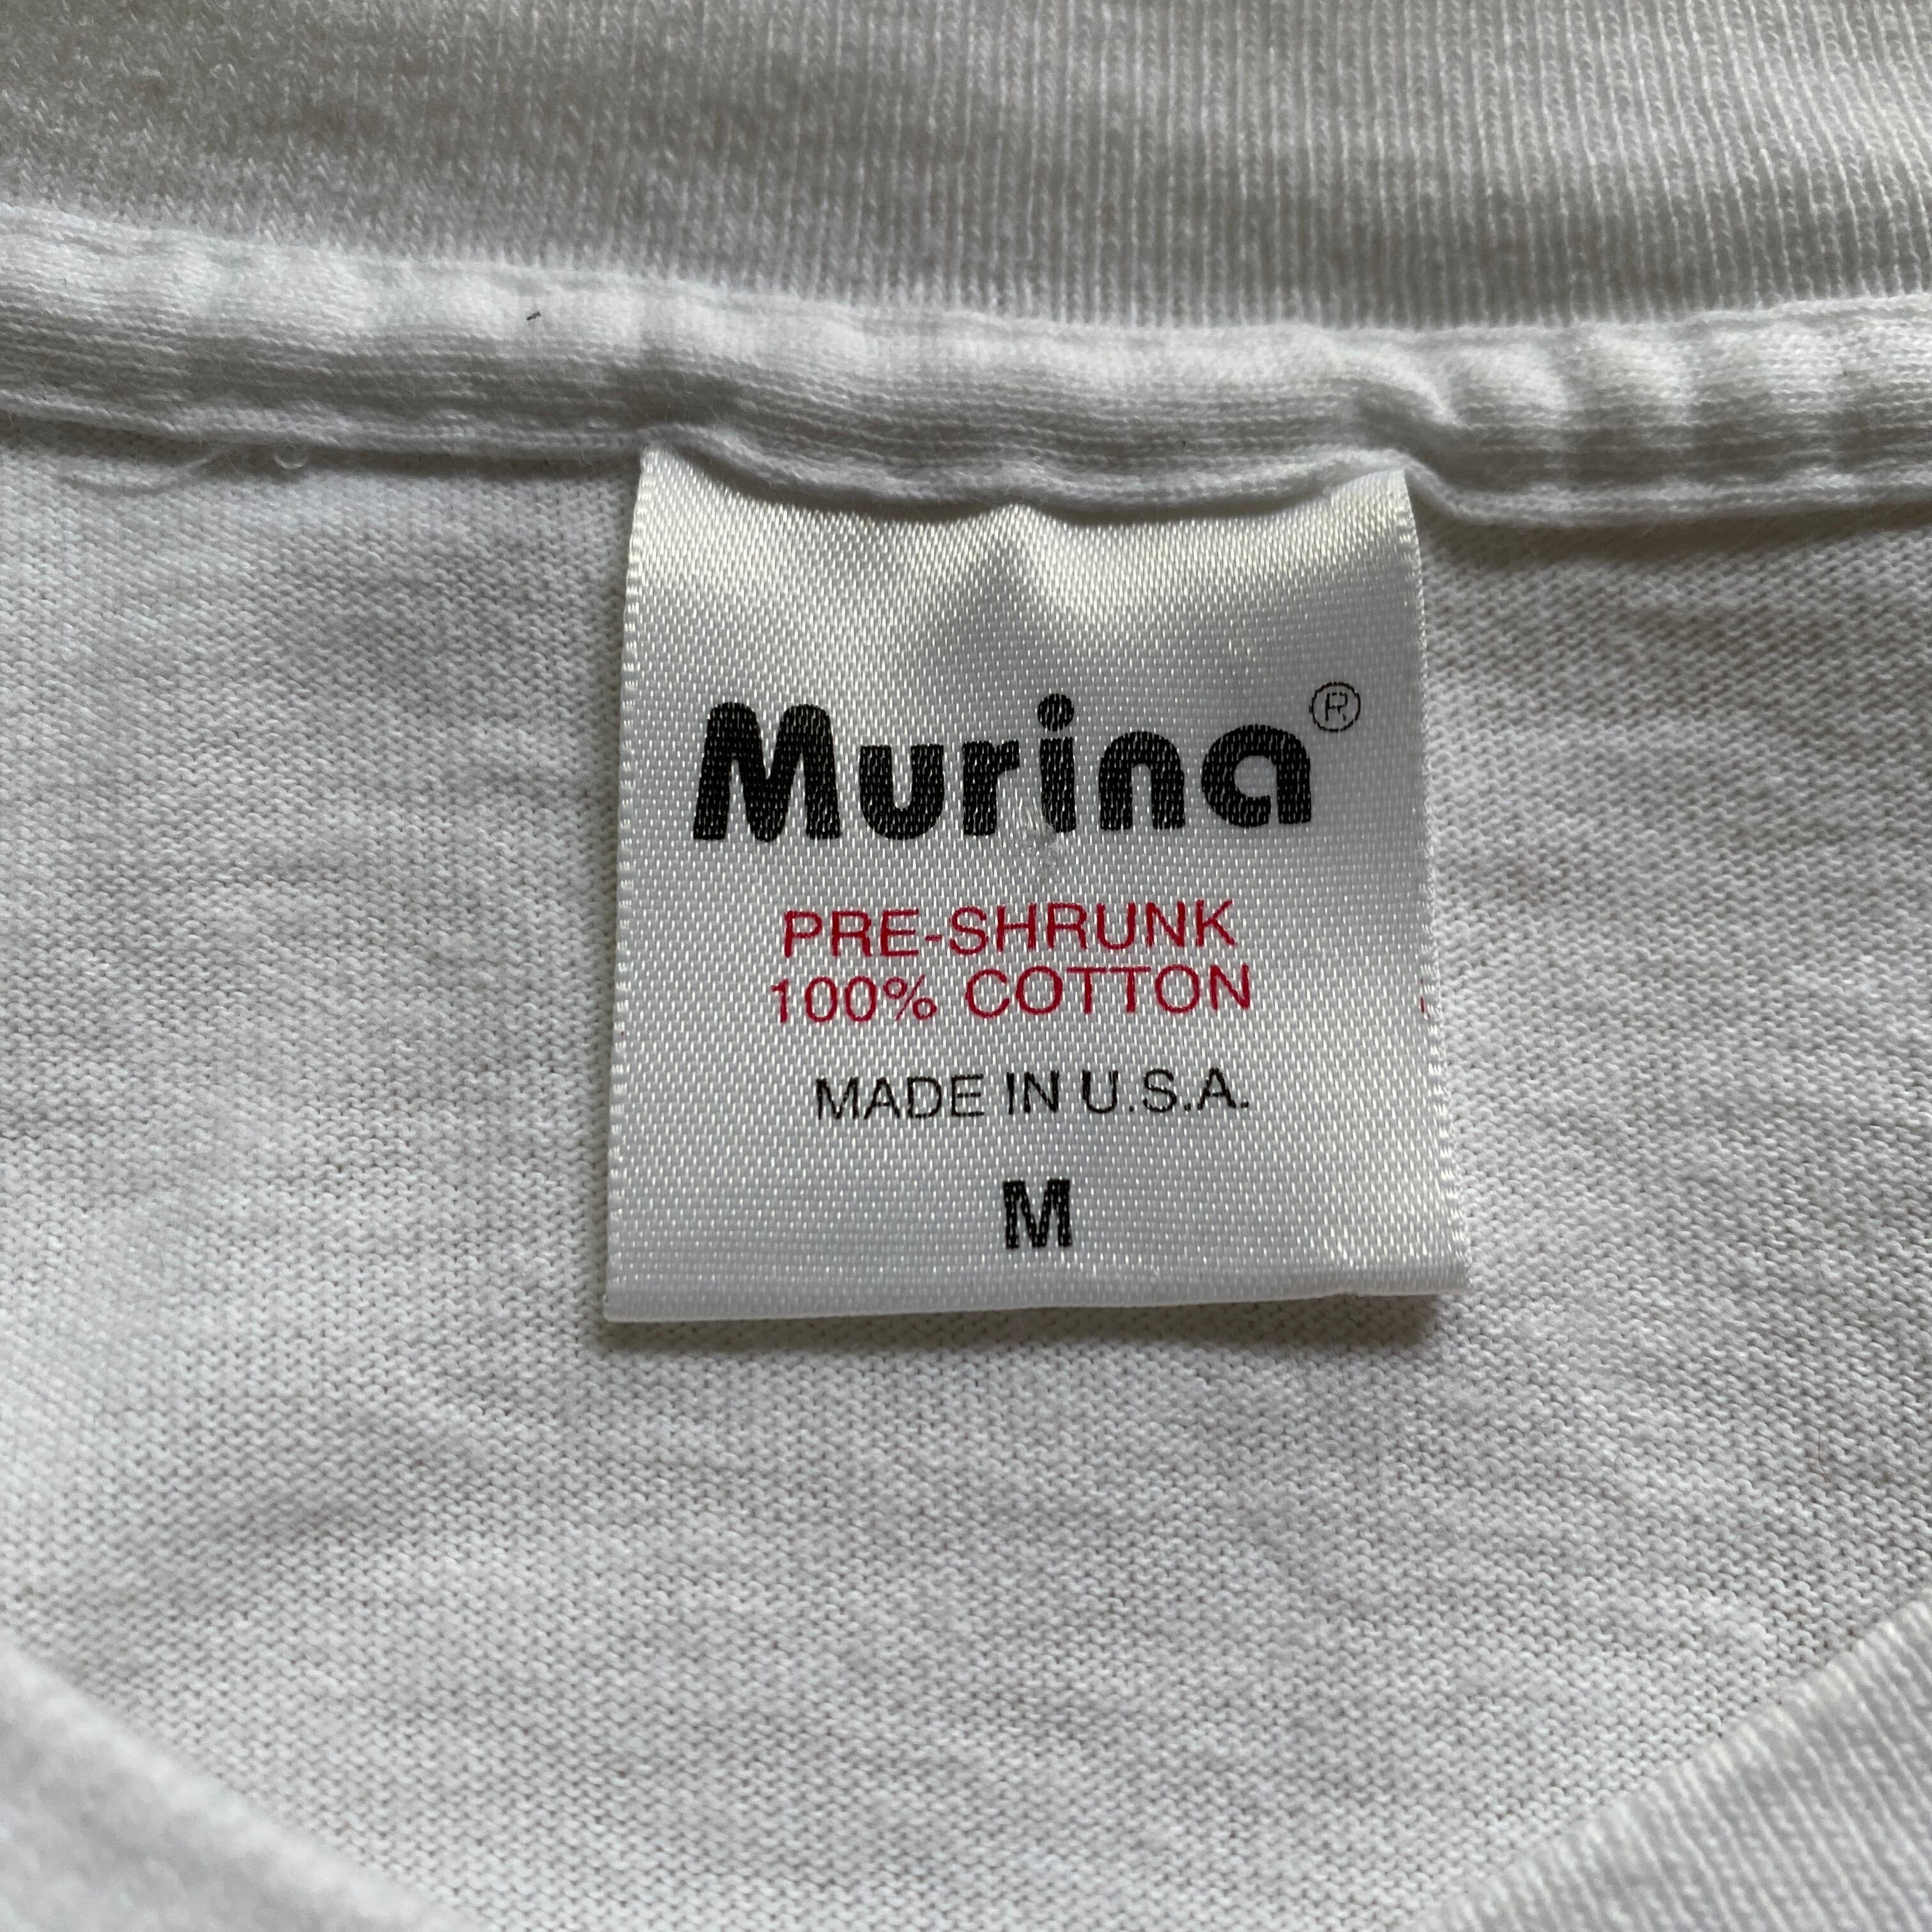 Murina®
PRE-SHRUNK
100% COTTON
MADE IN U.S.A.
M